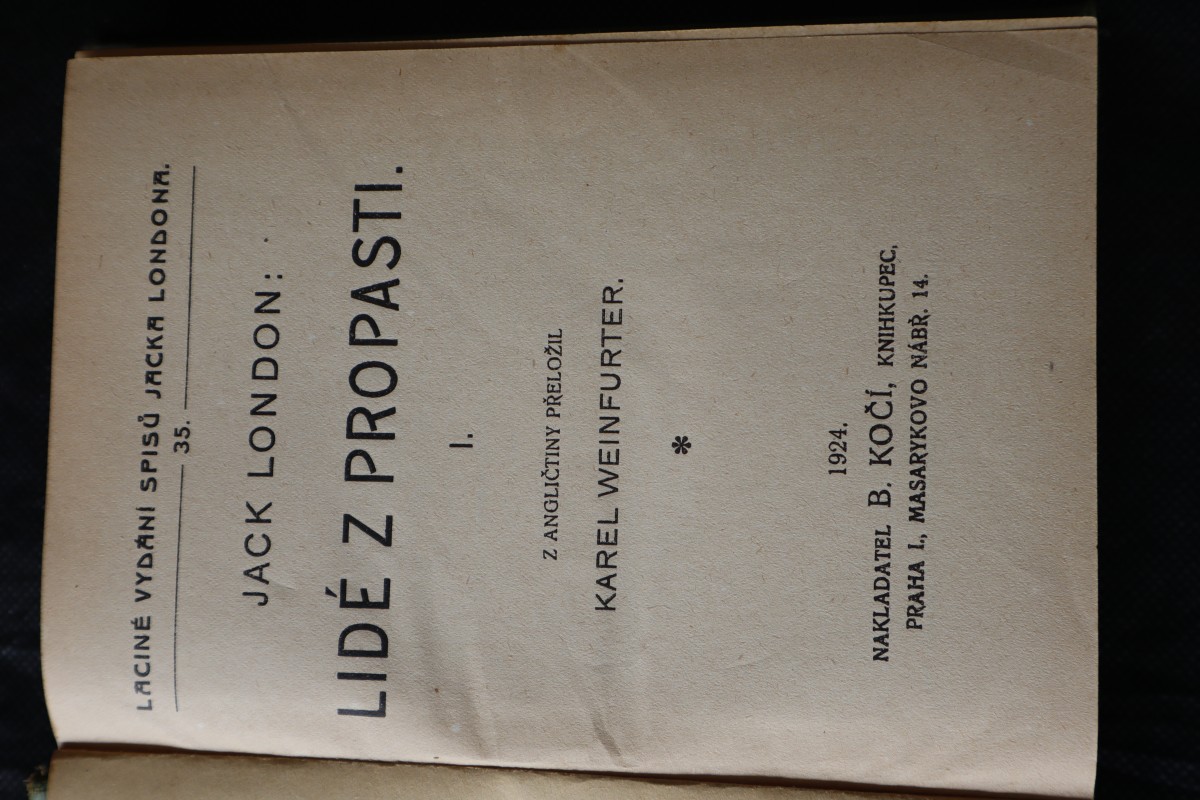 LACINÉ VYDÁNÍ SPISŮ JACKA LONDONA.
35.
JACK LONDON:
LIDÉ Z PROPASTI.
I.
Z ANGLIČTINY PŘELOŽIL
KAREL WEINFURTER.
*
1924.
NAKLADATEL B. KOČÍ, KNIHKUPEC,
PRAHA I., MASARYKOVO NÁBŘ. 14.